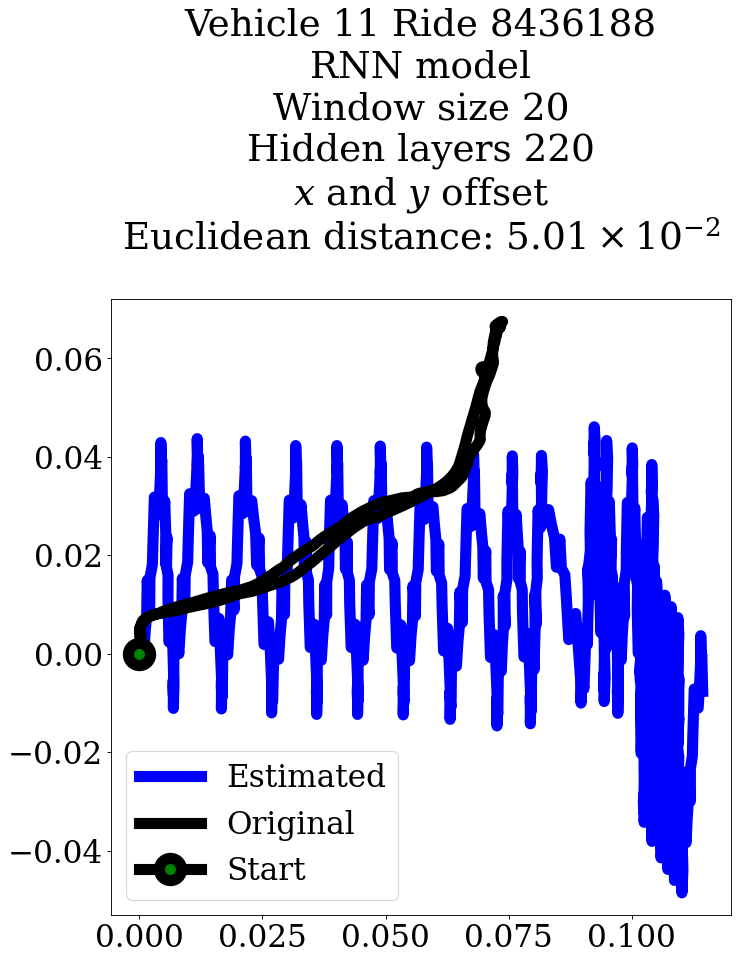 Vehicle 11 Ride 8436188
RNN model
Window size 20
Hidden layers 220
x and y offset
Euclidean distance: 5.01 × 10⁻²
0.06
0.04
0.02
0.00
−0.02
−0.04
Estimated
Original
Start
0.000 0.025 0.050 0.075 0.100